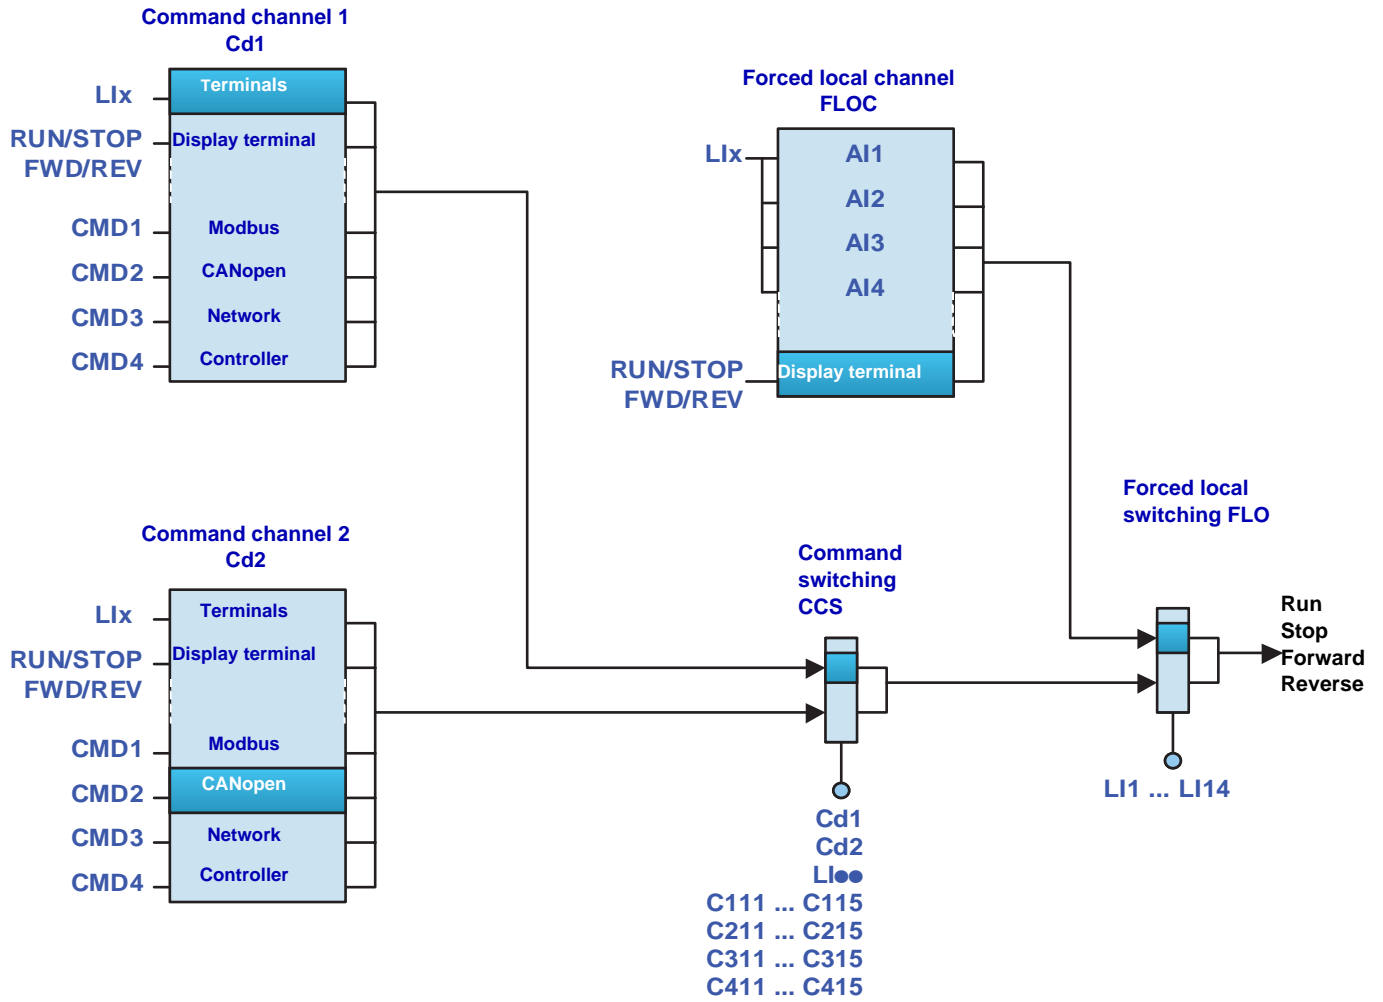 Command channel 1
Cd1
LIx
Terminals
RUN/STOP
FWD/REV
Display terminal
CMD1
Modbus
CMD2
CANopen
CMD3
Network
CMD4
Controller
Forced local channel
FLOC
LIx
AI1
AI2
AI3
AI4
RUN/STOP
FWD/REV
Display terminal
Command channel 2
Cd2
LIx
Terminals
RUN/STOP
FWD/REV
Display terminal
CMD1
Modbus
CMD2
CANopen
CMD3
Network
CMD4
Controller
Command
switching
CCS
Cd1
Cd2
LI●●
C111 ... C115
C211 ... C215
C311 ... C315
C411 ... C415
Forced local
switching FLO
LI1 ... LI14
Run
Stop
Forward
Reverse